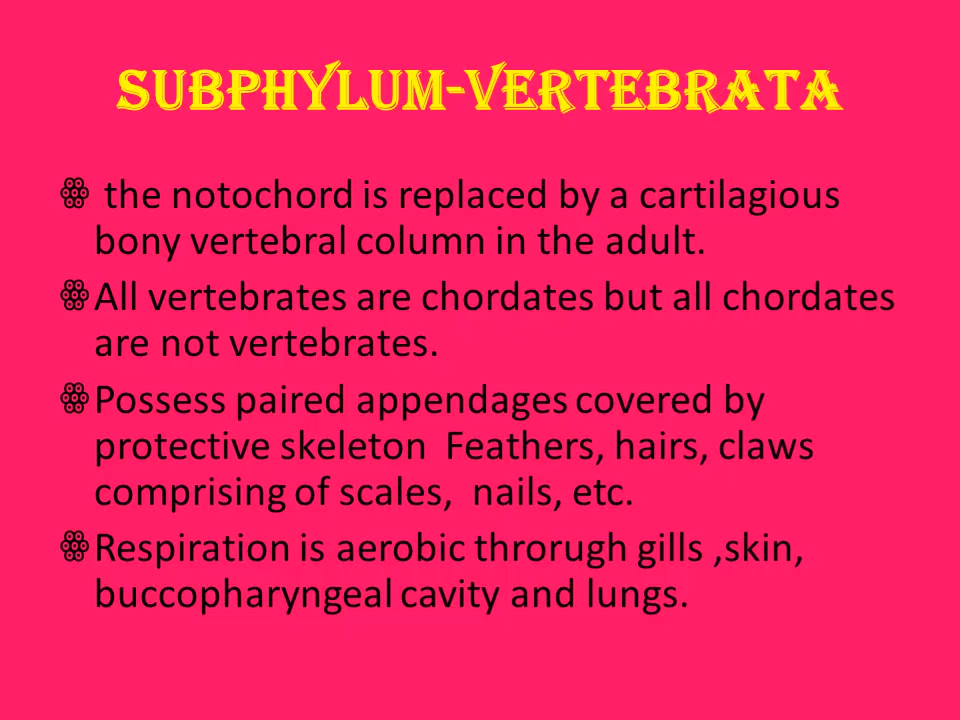 SUBPHYLUM-VERTEBRATA
the notochord is replaced by a cartilagious
bony vertebral column in the adult.
All vertebrates are chordates but all chordates
are not vertebrates.
Possess paired appendages covered by
protective skeleton  Feathers, hairs, claws
comprising of scales,  nails, etc.
Respiration is aerobic throrugh gills ,skin,
buccopharyngeal cavity and lungs.